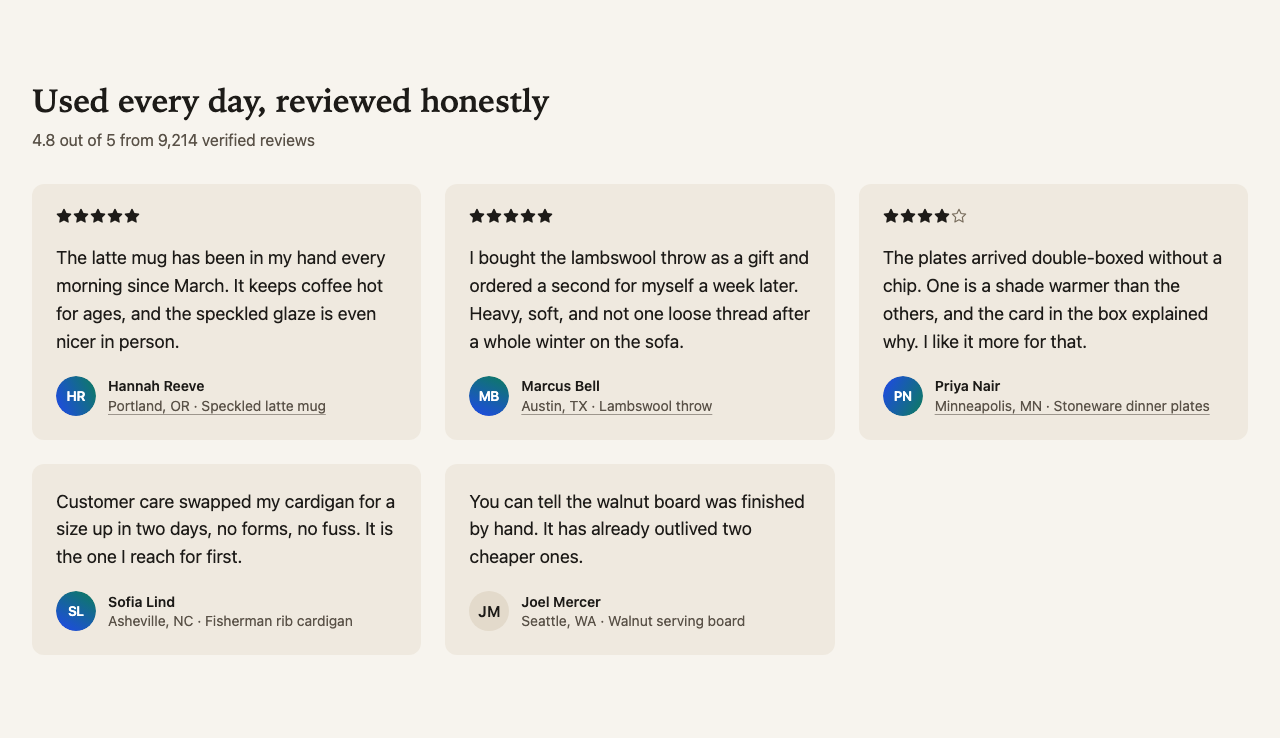 Used every day, reviewed honestly
4.8 out of 5 from 9,214 verified reviews
The latte mug has been in my hand every
morning since March. It keeps coffee hot
for ages, and the speckled glaze is even
nicer in person.
HR
Hannah Reeve
Portland, OR · Speckled latte mug
I bought the lambswool throw as a gift and
ordered a second for myself a week later.
Heavy, soft, and not one loose thread after
a whole winter on the sofa.
MB
Marcus Bell
Austin, TX · Lambswool throw
The plates arrived double-boxed without a
chip. One is a shade warmer than the
others, and the card in the box explained
why. I like it more for that.
PN
Priya Nair
Minneapolis, MN · Stoneware dinner plates
Customer care swapped my cardigan for a
size up in two days, no forms, no fuss. It is
the one I reach for first.
SL
Sofia Lind
Asheville, NC · Fisherman rib cardigan
You can tell the walnut board was finished
by hand. It has already outlived two
cheaper ones.
JM
Joel Mercer
Seattle, WA · Walnut serving board